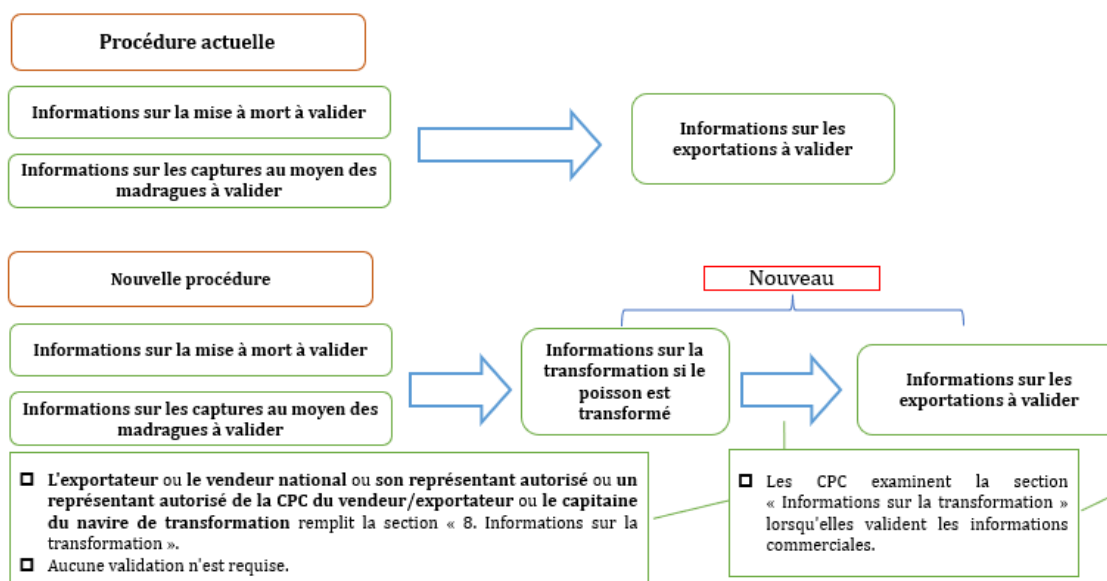 Procédure actuelle
Informations sur la mise à mort à valider
Informations sur les captures au moyen des
madragues à valider
Informations sur les
exportations à valider
Nouvelle procédure
Nouveau
Informations sur la mise à mort à valider
Informations sur les captures au moyen des
madragues à valider
Informations sur la
transformation si le
poisson est
transformé
Informations sur les
exportations à valider
L'exportateur ou le vendeur national ou son représentant autorisé ou un
représentant autorisé de la CPC du vendeur/exportateur ou le capitaine
du navire de transformation remplit la section « 8. Informations sur la
transformation ».
Aucune validation n'est requise.
Les CPC examinent la section
« Informations sur la transformation »
lorsqu'elles valident les informations
commerciales.